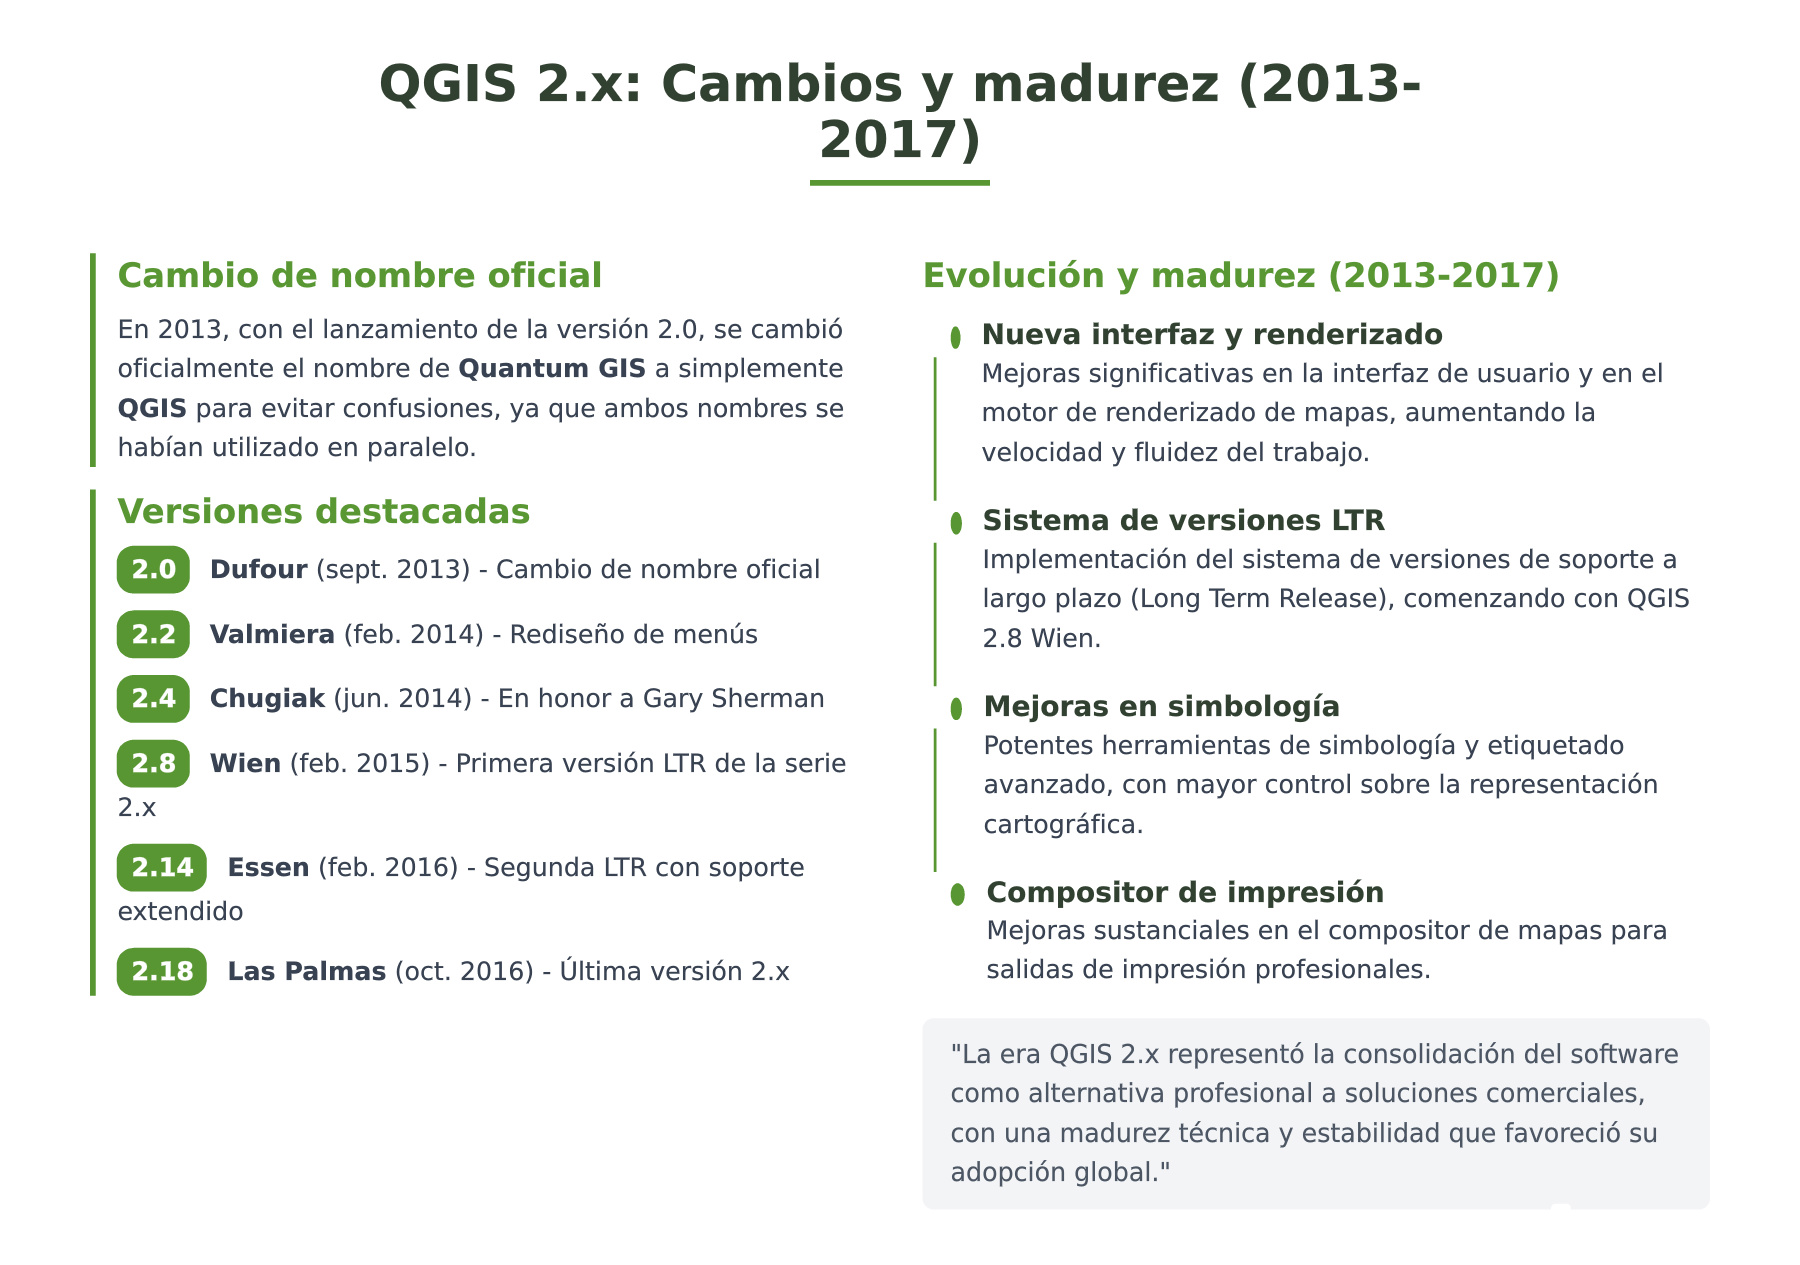 QGIS 2.x: Cambios y madurez (2013-
2017)
Cambio de nombre oficial
En 2013, con el lanzamiento de la versión 2.0, se cambió
oficialmente el nombre de Quantum GIS a simplemente
QGIS para evitar confusiones, ya que ambos nombres se
habían utilizado en paralelo.
Versiones destacadas
2.0 Dufour (sept. 2013) - Cambio de nombre oficial
2.2 Valmiera (feb. 2014) - Rediseño de menús
2.4 Chugiak (jun. 2014) - En honor a Gary Sherman
2.8 Wien (feb. 2015) - Primera versión LTR de la serie
2.x
2.14 Essen (feb. 2016) - Segunda LTR con soporte
extendido
2.18 Las Palmas (oct. 2016) - Última versión 2.x
Evolución y madurez (2013-2017)
Nueva interfaz y renderizado
Mejoras significativas en la interfaz de usuario y en el
motor de renderizado de mapas, aumentando la
velocidad y fluidez del trabajo.
Sistema de versiones LTR
Implementación del sistema de versiones de soporte a
largo plazo (Long Term Release), comenzando con QGIS
2.8 Wien.
Mejoras en simbología
Potentes herramientas de simbología y etiquetado
avanzado, con mayor control sobre la representación
cartográfica.
Compositor de impresión
Mejoras sustanciales en el compositor de mapas para
salidas de impresión profesionales.
"La era QGIS 2.x representó la consolidación del software
como alternativa profesional a soluciones comerciales,
con una madurez técnica y estabilidad que favoreció su
adopción global."